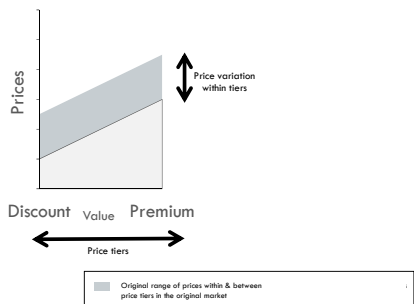 Prices
Price variation
within tiers
Discount Value Premium
Price tiers
Original range of prices within & between
price tiers in the original market